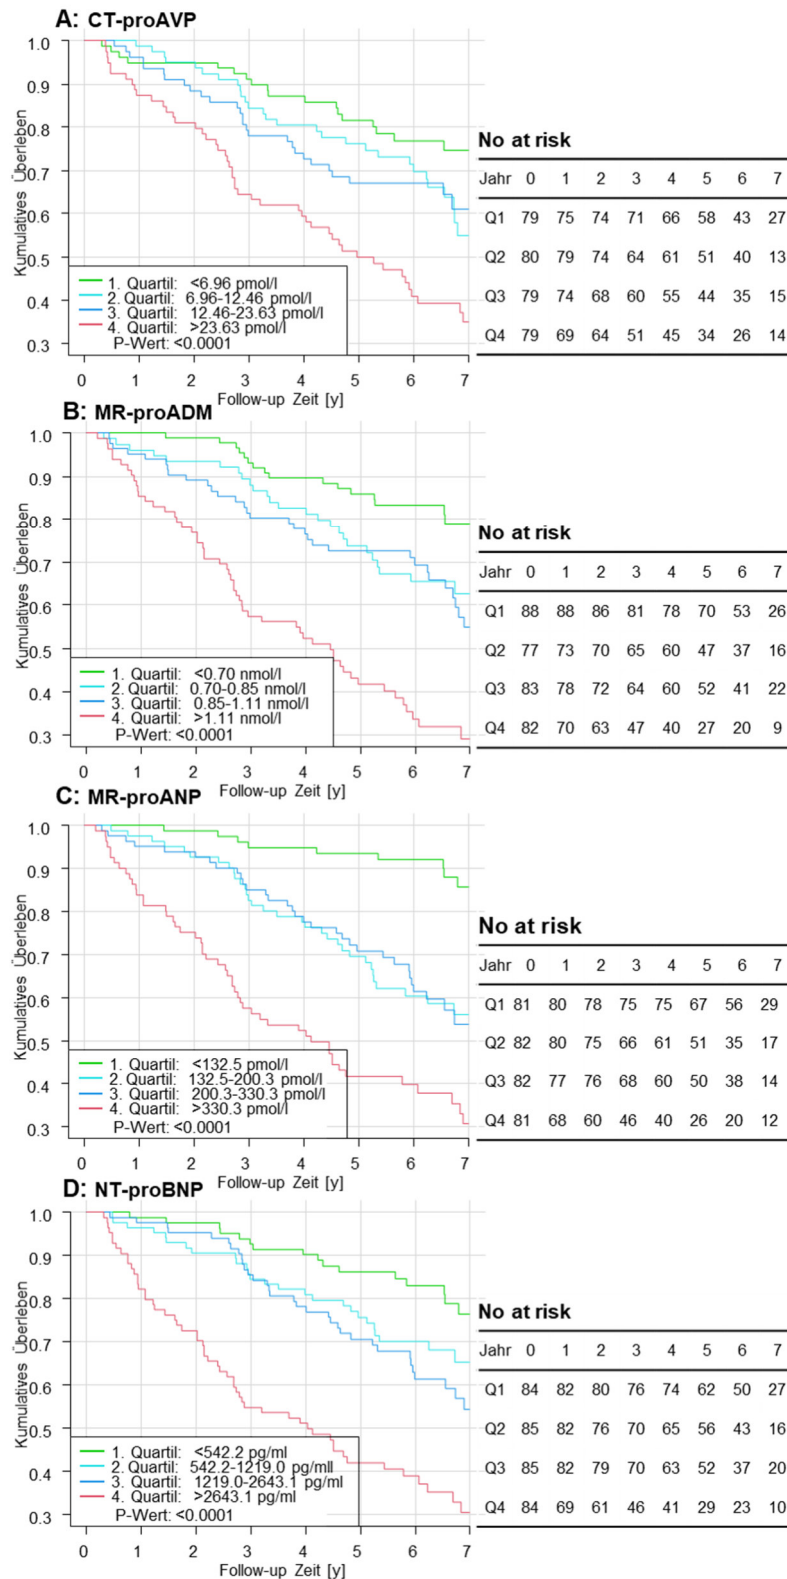 A: CT-proAVP
1.0
0.9
0.8
0.7
0.6
0.5
0.4
0.3
Kumulatives Überleben
1. Quartil: <6.96 pmol/l
2. Quartil: 6.96-12.46 pmol/l
3. Quartil: 12.46-23.63 pmol/l
4. Quartil: >23.63 pmol/l
P-Wert: <0.0001
0 1 2 3 4 5 6 7
Follow-up Zeit [y]
No at risk
Jahr 0 1 2 3 4 5 6 7
Q1 79 75 74 71 66 58 43 27
Q2 80 79 74 64 61 51 40 13
Q3 79 74 68 60 55 44 35 15
Q4 79 69 64 51 45 34 26 14
B: MR-proADM
1.0
0.9
0.8
0.7
0.6
0.5
0.4
0.3
Kumulatives Überleben
1. Quartil: <0.70 nmol/l
2. Quartil: 0.70-0.85 nmol/l
3. Quartil: 0.85-1.11 nmol/l
4. Quartil: >1.11 nmol/l
P-Wert: <0.0001
0 1 2 3 4 5 6 7
Follow-up Zeit [y]
No at risk
Jahr 0 1 2 3 4 5 6 7
Q1 88 88 86 81 78 70 53 26
Q2 77 73 70 65 60 47 37 16
Q3 83 78 72 64 60 52 41 22
Q4 82 70 63 47 40 27 20 9
C: MR-proANP
1.0
0.9
0.8
0.7
0.6
0.5
0.4
0.3
Kumulatives Überleben
1. Quartil: <132.5 pmol/l
2. Quartil: 132.5-200.3 pmol/l
3. Quartil: 200.3-330.3 pmol/l
4. Quartil: >330.3 pmol/l
P-Wert: <0.0001
0 1 2 3 4 5 6 7
Follow-up Zeit [y]
No at risk
Jahr 0 1 2 3 4 5 6 7
Q1 81 80 78 75 75 67 56 29
Q2 82 80 75 66 61 51 35 17
Q3 82 77 76 68 60 50 38 14
Q4 81 68 60 46 40 26 20 12
D: NT-proBNP
1.0
0.9
0.8
0.7
0.6
0.5
0.4
0.3
Kumulatives Überleben
1. Quartil: <542.2 pg/ml
2. Quartil: 542.2-1219.0 pg/mll
3. Quartil: 1219.0-2643.1 pg/ml
4. Quartil: >2643.1 pg/ml
P-Wert: <0.0001
0 1 2 3 4 5 6 7
Follow-up Zeit [y]
No at risk
Jahr 0 1 2 3 4 5 6 7
Q1 84 82 80 76 74 62 50 27
Q2 85 82 76 70 65 56 43 16
Q3 85 82 79 70 63 52 37 20
Q4 84 69 61 46 41 29 23 10